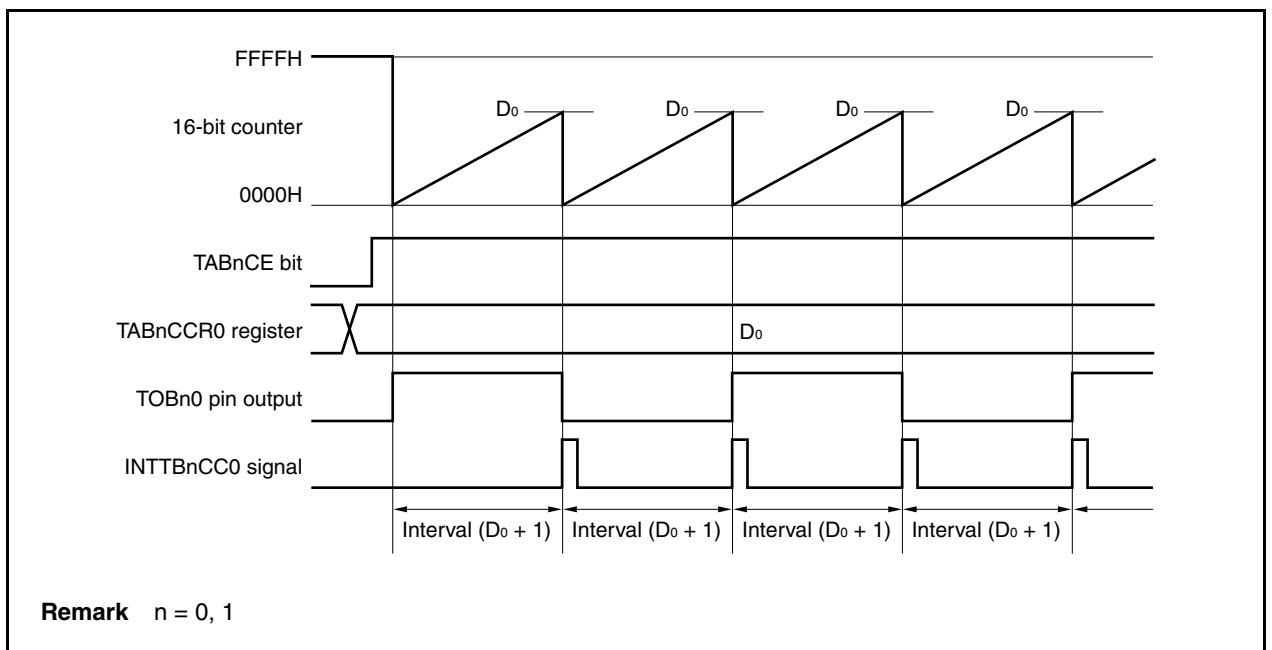 FFFFH
D0 D0 D0 D0
16-bit counter
0000H
TABnCE bit
TABnCCR0 register
D0
TOBn0 pin output
INTTBnCC0 signal
Interval (D0 + 1) Interval (D0 + 1) Interval (D0 + 1) Interval (D0 + 1)
Remark n = 0, 1